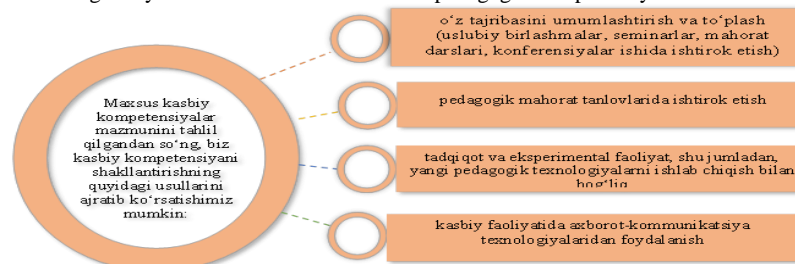 Maxsus kasbiy
kompetensiyalar
mazmunini tahlil
qilgandan so‘ng, biz
kasbiy kompetensiyani
shakllantirishning
quyidagi usullarini
ajratib ko‘rsatishimiz
mumkin:
o‘z tajribasini umumlashtirish va to‘plash
(uslubiy birlashmalar, seminarlar, mahorat
darslari, konferensiyalar ishida ishtirok etish)
pedagogik mahorat tanlovlarida ishtirok etish
tadqiqot va eksperimental faoliyat, shu jumladan,
yangi pedagogik texnologiyalarni ishlab chiqish bilan
bog‘liq
kasbiy faoliyatida axborot-kommunikatsiya
texnologiyalaridan foydalanish